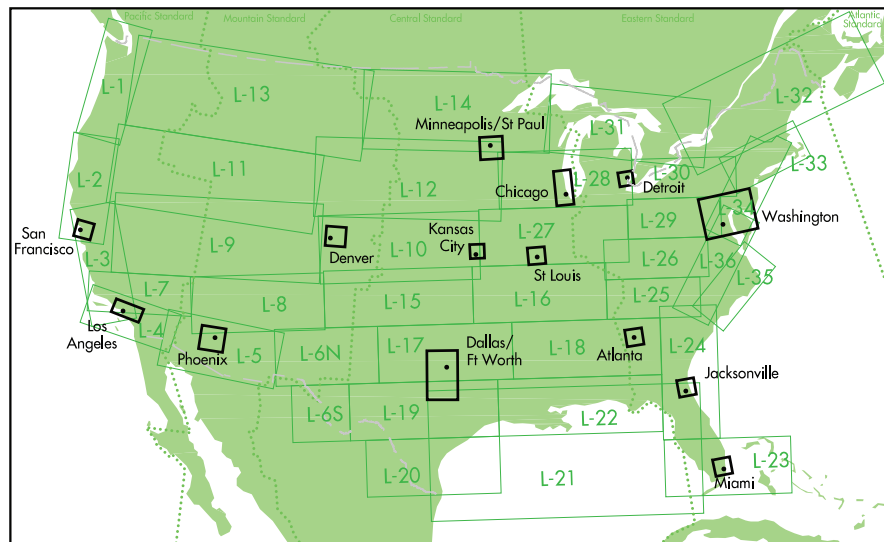 Pacific Standard
Mountain Standard
Central Standard
Eastern Standard
Atlantic
Standard
L-1
L-13
L-14
L-32
Minneapolis/St Paul
L-31
L-2
L-11
L-12
Chicago
L-28
L-30
Detroit
L-33
L-34
Washington
San
Francisco
L-3
L-9
Denver
L-10
Kansas
City
L-27
St Louis
L-29
L-26
L-36
L-35
L-7
L-8
L-15
L-16
L-25
Los
Angeles
L-4
Phoenix
L-5
L-6N
L-17
Dallas/
Ft Worth
L-18
Atlanta
L-24
Jacksonville
L-6S
L-19
L-22
L-20
L-21
L-23
Miami